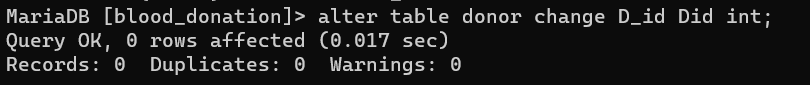 MariaDB [blood_donation]> alter table donor change D_id Did int;
Query OK, 0 rows affected (0.017 sec)
Records: 0  Duplicates: 0  Warnings: 0